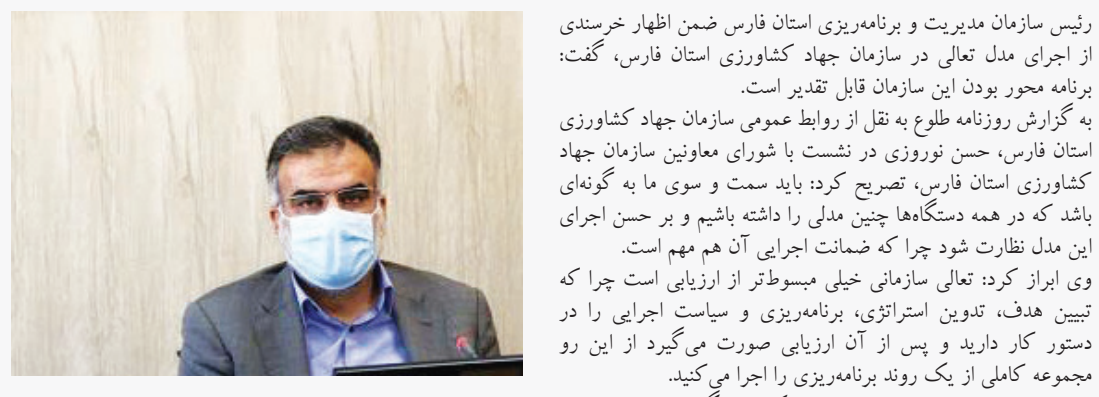 رئیس سازمان مدیریت و برنامه‌ریزی استان فارس ضمن اظهار خرسندی
از اجرای مدل تعالی در سازمان جهاد کشاورزی استان فارس، گفت:
برنامه محور بودن این سازمان قابل تقدیر است.
به گزارش روزنامه طلوع به نقل از روابط عمومی سازمان جهاد کشاورزی
استان فارس، حسن نوروزی در نشست با شورای معاونین سازمان جهاد
کشاورزی استان فارس، تصریح کرد: باید سمت و سوی ما به گونه‌ای
باشد که در همه دستگاه‌ها چنین مدلی را داشته باشیم و بر حسن اجرای
این مدل نظارت شود چرا که ضمانت اجرایی آن هم مهم است.
وی ابراز کرد: تعالی سازمانی خیلی مبسوط‌تر از ارزیابی است چرا که
تبیین هدف، تدوین استراتژی، برنامه‌ریزی و سیاست اجرایی را در
دستور کار دارید و پس از آن ارزیابی صورت می‌گیرد از این رو
مجموعه کاملی از یک روند برنامه‌ریزی را اجرا می‌کنید.